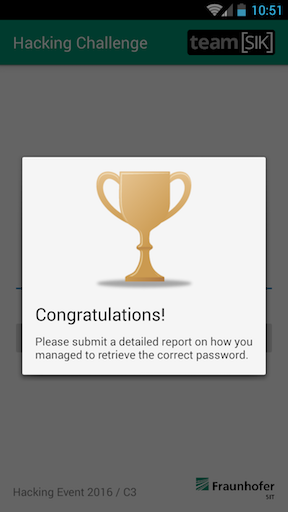 10:51
Hacking Challenge
team[SIK]
Congratulations!
Please submit a detailed report on how you
managed to retrieve the correct password.
Hacking Event 2016 / C3
Fraunhofer
SIT